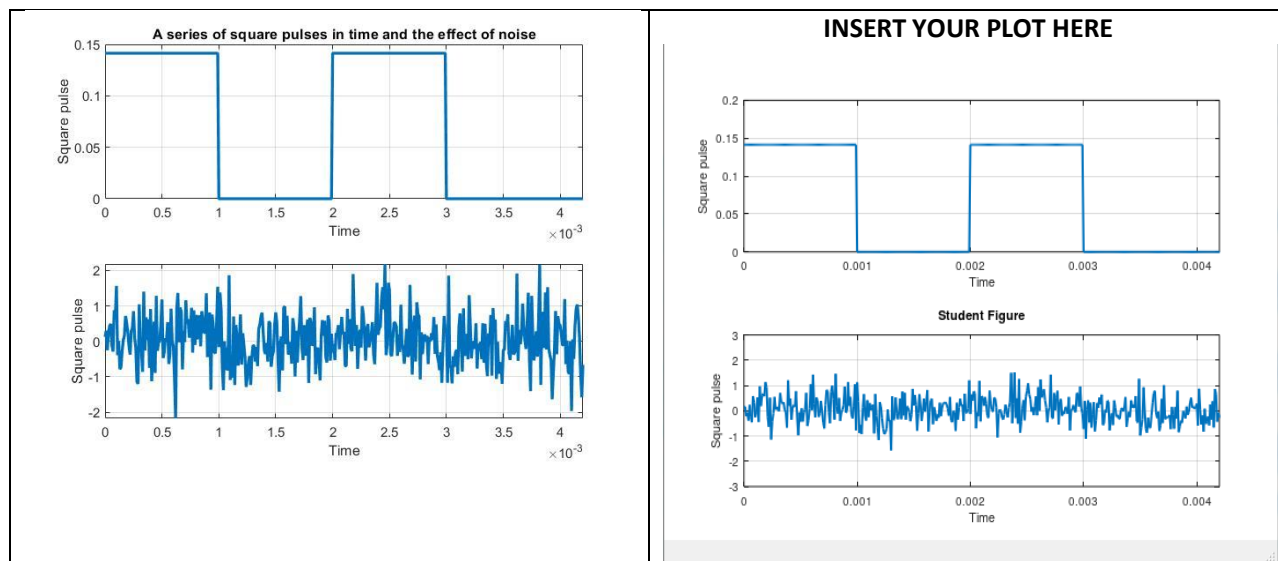 A series of square pulses in time and the effect of noise
0.15
0.1
0.05
0
Square pulse
0 0.5 1 1.5 2 2.5 3 3.5 4
Time
×10-3
2
1
0
-1
-2
Square pulse
0 0.5 1 1.5 2 2.5 3 3.5 4
Time
×10-3
INSERT YOUR PLOT HERE
0.2
0.15
0.1
0.05
0
Square pulse
0 0.001 0.002 0.003 0.004
Time
Student Figure
3
2
1
0
-1
-2
-3
Square pulse
0 0.001 0.002 0.003 0.004
Time